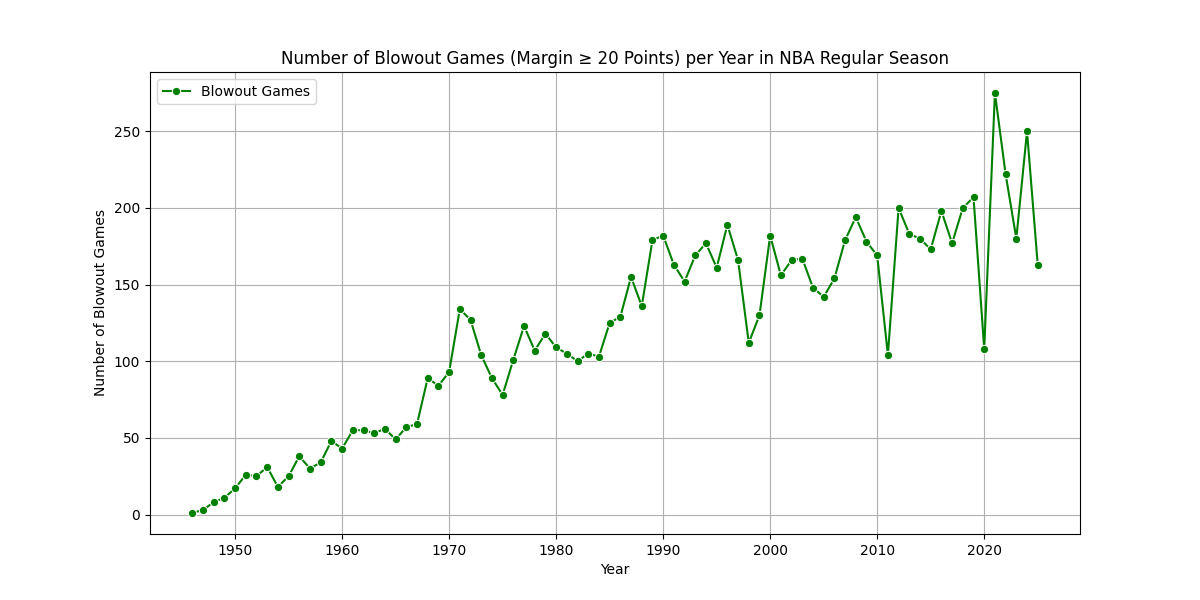 Number of Blowout Games (Margin ≥ 20 Points) per Year in NBA Regular Season
Blowout Games
Number of Blowout Games
250
200
150
100
50
0
1950 1960 1970 1980 1990 2000 2010 2020
Year